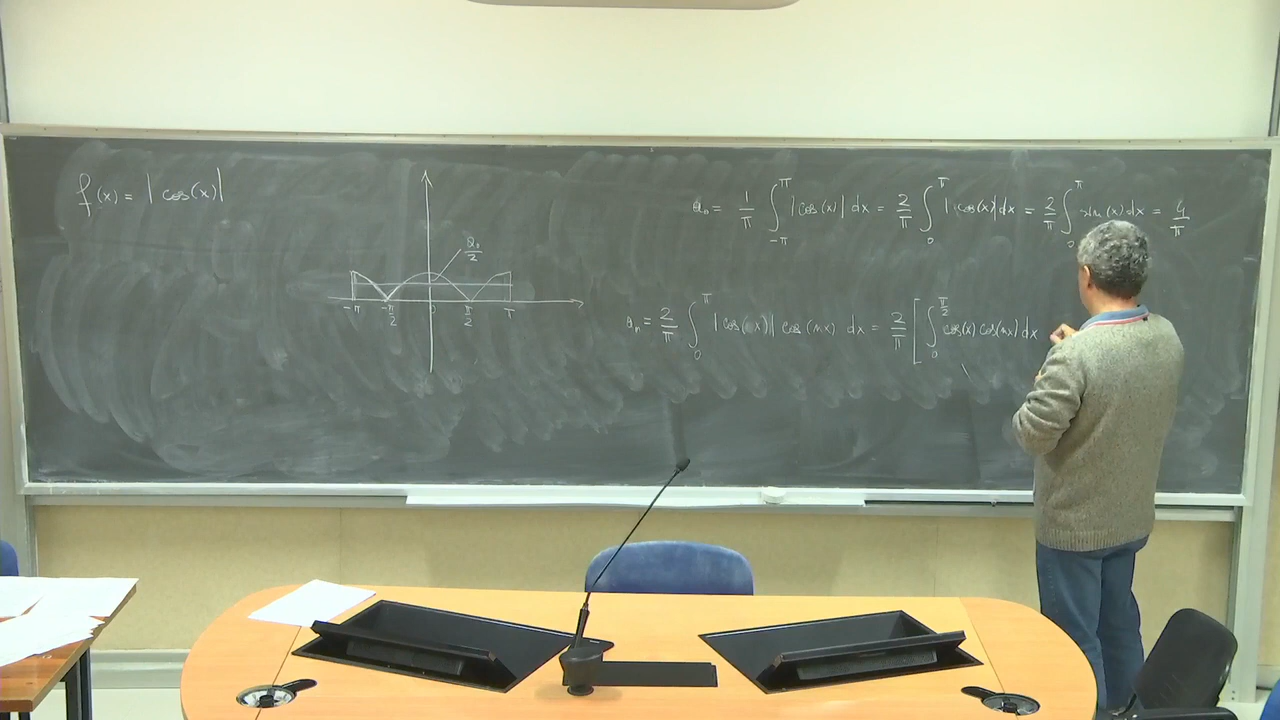 f(x) = |cos(x)|
a₀/2
-π -π/2 0 π/2 π
a₀ = 1/π ∫_{-π}^{π} |cos(x)| dx = 2/π ∫_0^π |cos(x)| dx = 2/π ∫_0^π sin(x) dx = 4/π
aₙ = 2/π ∫_0^π |cos(x)| cos(nx) dx = 2/π [ ∫_0^{π/2} cos(x) cos(nx) dx